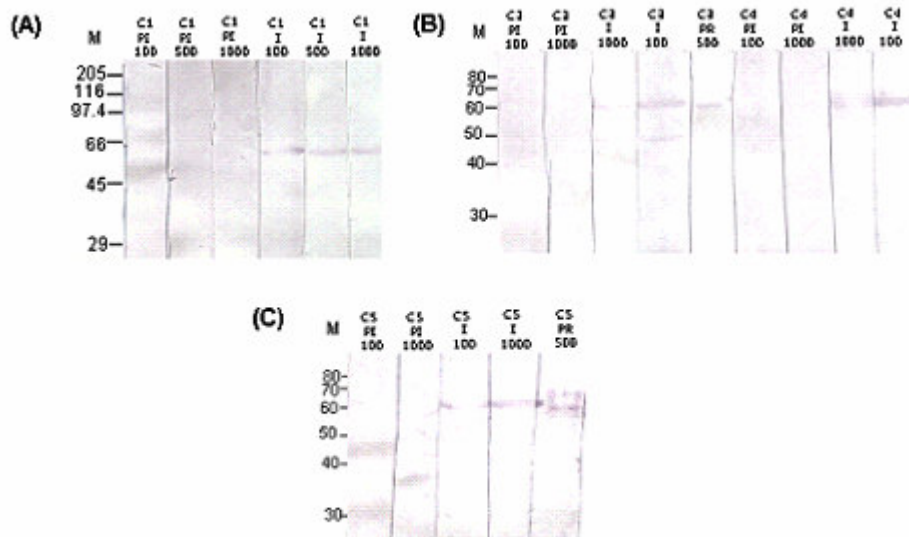 (A)
M
C1 PI 100
C1 PI 500
C1 PI 1000
C1 I 100
C1 I 500
C1 I 1000
205
116
97.4
66
45
29
(B)
M
C3 PI 100
C3 PI 1000
C3 I 1000
C3 I 100
C3 PR 500
C4 PI 100
C4 PI 1000
C4 I 1000
C4 I 100
80
70
60
50
40
30
(C)
M
C5 PI 100
C5 PI 1000
C5 I 100
C5 I 1000
C5 PR 500
80
70
60
50
40
30